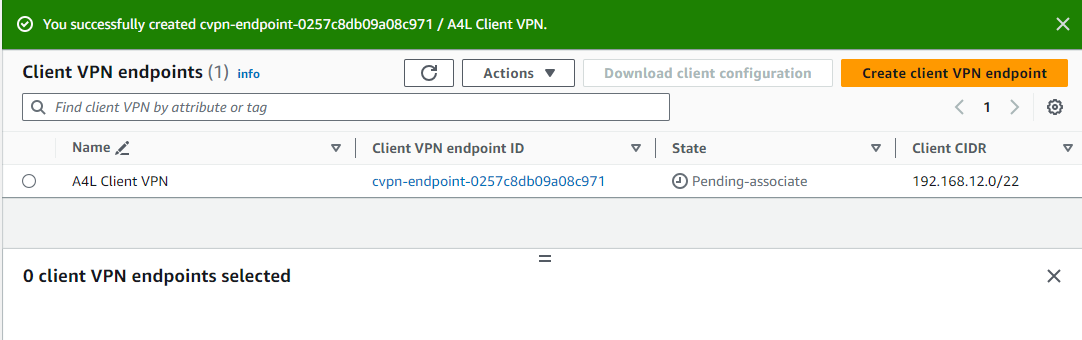 You successfully created cvpn-endpoint-0257c8db09a08c971 / A4L Client VPN.
Client VPN endpoints (1) info
Actions
Download client configuration
Create client VPN endpoint
Find client VPN by attribute or tag
1
Name Client VPN endpoint ID State Client CIDR
A4L Client VPN cvpn-endpoint-0257c8db09a08c971 Pending-associate 192.168.12.0/22
0 client VPN endpoints selected